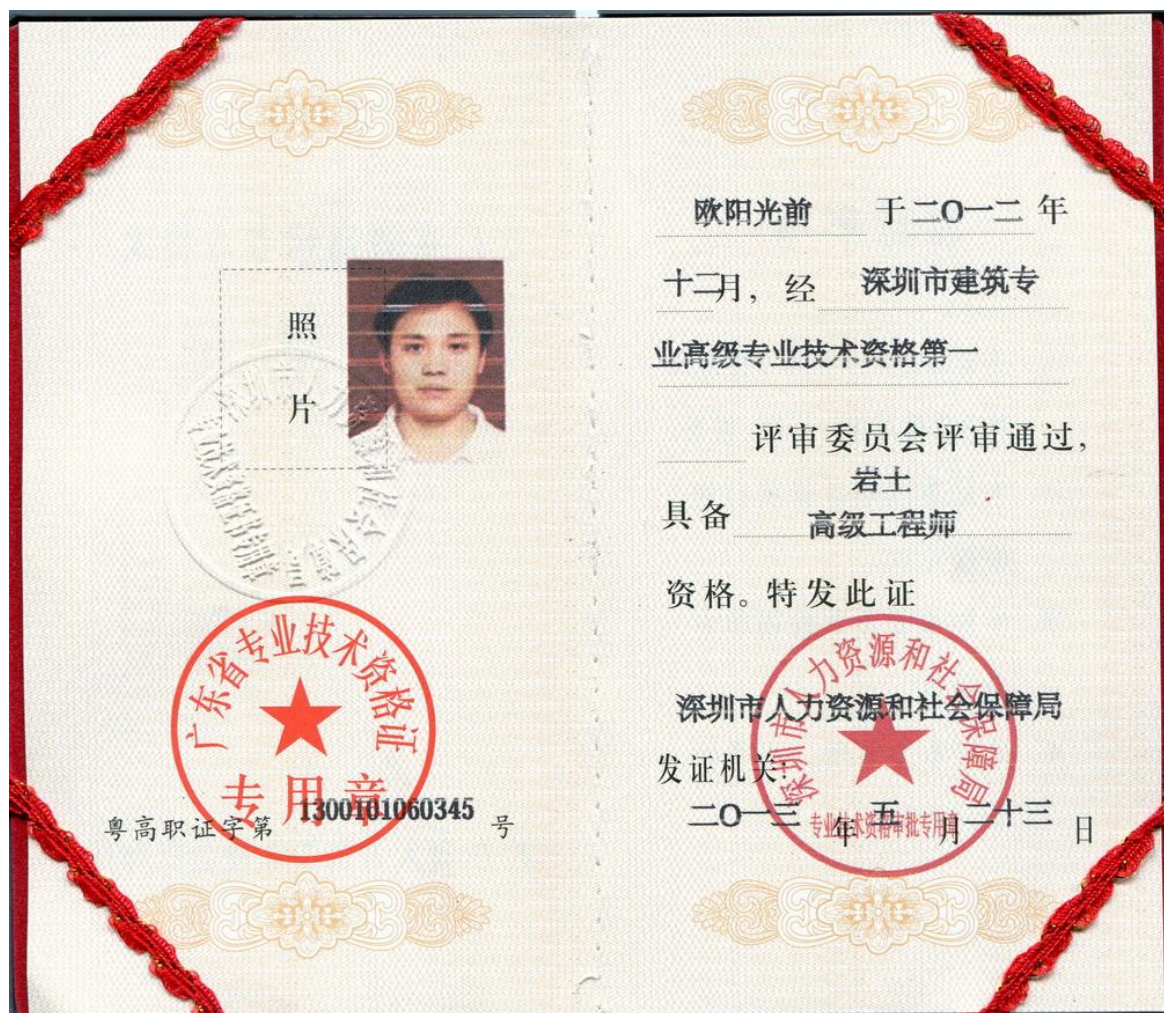 照
片
广东省专业技术资格证
专用章
粤高职证字第 1300101060345 号
欧阳光前 于二〇一二年
十二月，经 深圳市建筑专
业高级专业技术资格第一
评审委员会评审通过，
岩土
具备 高级工程师
资格。特发此证
深圳市人力资源和社会保障局
深圳市人力资源和社会保障局
发证机关：
二〇一三年五月二十三日
专业技术资格审批专用章